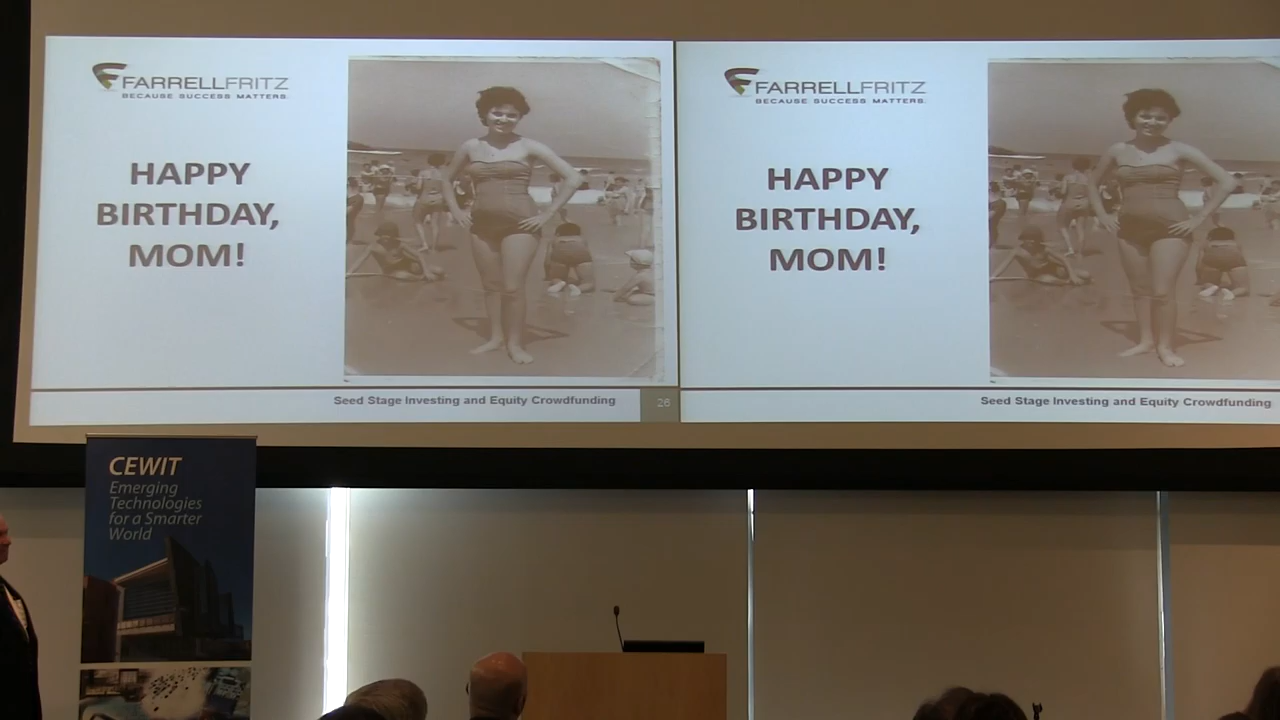 FARRELLFRITZ
BECAUSE SUCCESS MATTERS
HAPPY
BIRTHDAY,
MOM!
Seed Stage Investing and Equity Crowdfunding
26
FARRELLFRITZ
BECAUSE SUCCESS MATTERS
HAPPY
BIRTHDAY,
MOM!
Seed Stage Investing and Equity Crowdfunding
CEWIT
Emerging
Technologies
for a Smarter
World